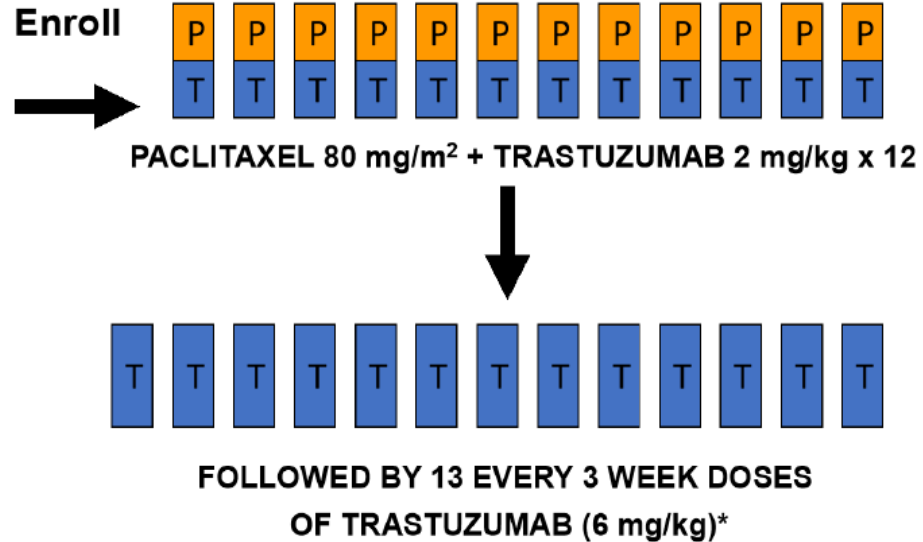 Enroll
P P P P P P P P P P P P
T T T T T T T T T T T T
PACLITAXEL 80 mg/m² + TRASTUZUMAB 2 mg/kg x 12
T T T T T T T T T T T T T
FOLLOWED BY 13 EVERY 3 WEEK DOSES
OF TRASTUZUMAB (6 mg/kg)*